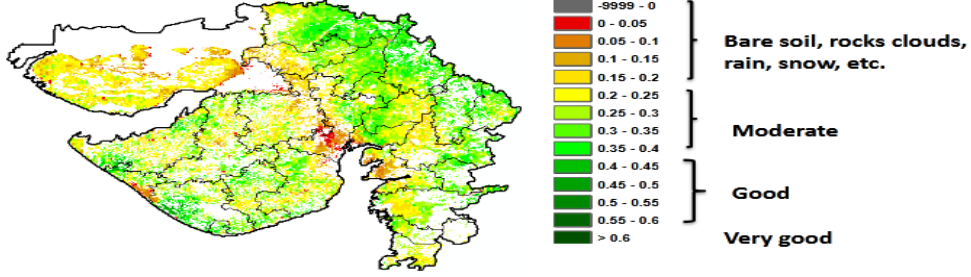 -9999 - 0
0 - 0.05
0.05 - 0.1
0.1 - 0.15
0.15 - 0.2
0.2 - 0.25
0.25 - 0.3
0.3 - 0.35
0.35 - 0.4
0.4 - 0.45
0.45 - 0.5
0.5 - 0.55
0.55 - 0.6
> 0.6
Bare soil, rocks clouds,
rain, snow, etc.
Moderate
Good
Very good